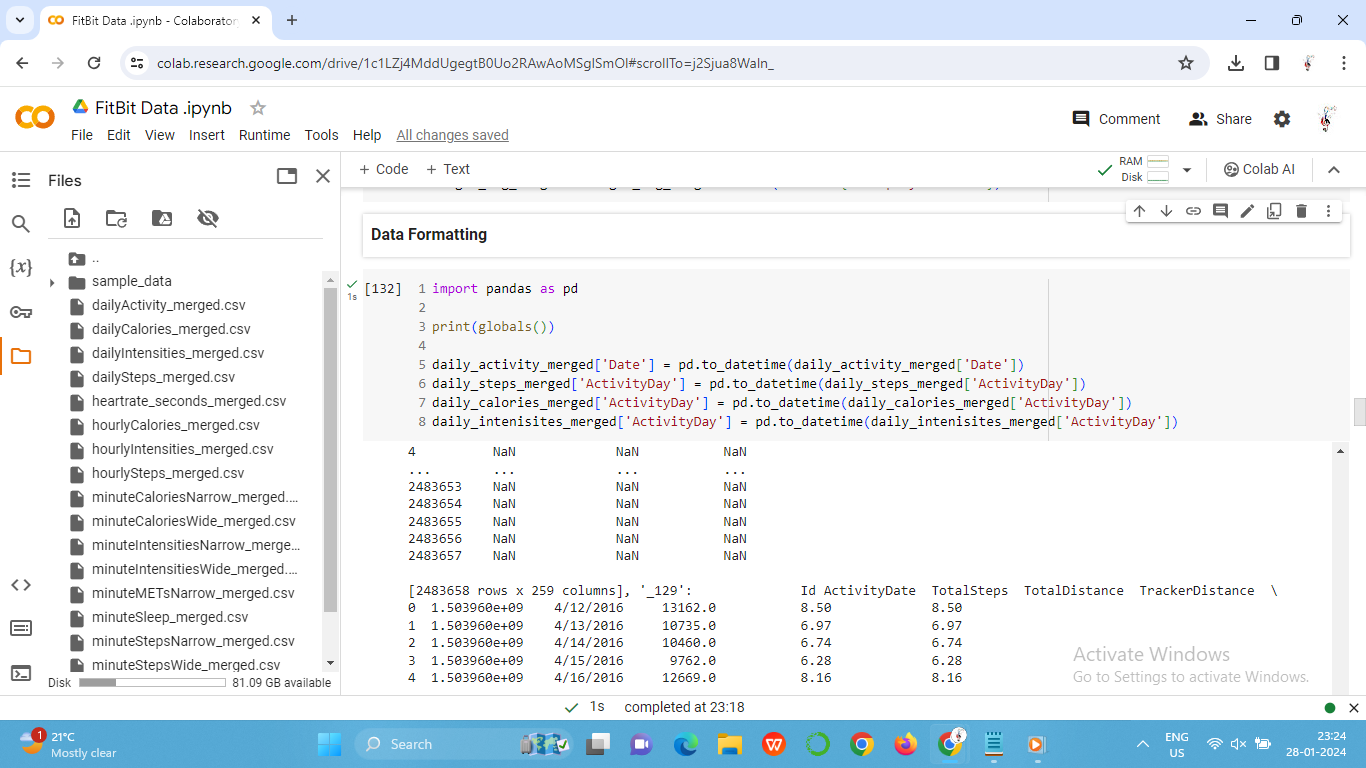 FitBit Data .ipynb - Colaborator
colab.research.google.com/drive/1c1LZj4MddUgegtB0Uo2RAwAoMSgISmOl#scrollTo=j2Sjua8WaIn_
FitBit Data .ipynb
File Edit View Insert Runtime Tools Help All changes saved
Comment
Share
Files
+ Code + Text
RAM
Disk
Colab AI
..
sample_data
dailyActivity_merged.csv
dailyCalories_merged.csv
dailyIntensities_merged.csv
dailySteps_merged.csv
heartrate_seconds_merged.csv
hourlyCalories_merged.csv
hourlyIntensities_merged.csv
hourlySteps_merged.csv
minuteCaloriesNarrow_merged....
minuteCaloriesWide_merged.csv
minuteIntensitiesNarrow_merge...
minuteIntensitiesWide_merged....
minuteMETsNarrow_merged.csv
minuteSleep_merged.csv
minuteStepsNarrow_merged.csv
minuteStepsWide_merged.csv
Disk 81.09 GB available
Data Formatting
1s
[132] 1 import pandas as pd
2
3 print(globals())
4
5 daily_activity_merged['Date'] = pd.to_datetime(daily_activity_merged['Date'])
6 daily_steps_merged['ActivityDay'] = pd.to_datetime(daily_steps_merged['ActivityDay'])
7 daily_calories_merged['ActivityDay'] = pd.to_datetime(daily_calories_merged['ActivityDay'])
8 daily_intenisites_merged['ActivityDay'] = pd.to_datetime(daily_intenisites_merged['ActivityDay'])
4 NaN NaN NaN
... ... ... ...
2483653 NaN NaN NaN
2483654 NaN NaN NaN
2483655 NaN NaN NaN
2483656 NaN NaN NaN
2483657 NaN NaN NaN
[2483658 rows x 259 columns], '_129': Id ActivityDate TotalSteps TotalDistance TrackerDistance \
0 1.503960e+09 4/12/2016 13162.0 8.50 8.50
1 1.503960e+09 4/13/2016 10735.0 6.97 6.97
2 1.503960e+09 4/14/2016 10460.0 6.74 6.74
3 1.503960e+09 4/15/2016 9762.0 6.28 6.28
4 1.503960e+09 4/16/2016 12669.0 8.16 8.16
Activate Windows
Go to Settings to activate Windows.
1s completed at 23:18
1
21°C
Mostly clear
Search
ENG
US
23:24
28-01-2024